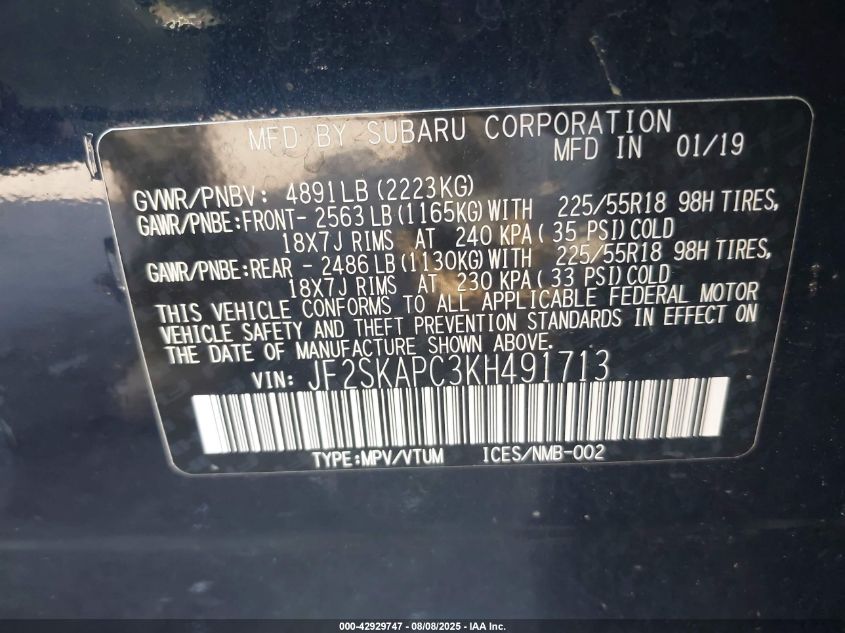 MFD BY SUBARU CORPORATION
MFD IN 01/19
GVWR/PNBV: 4891LB (2223KG)
GAWR/PNBE:FRONT- 2563 LB (1165KG) WITH 225/55R18 98H TIRES,
18X7J RIMS AT 240 KPA ( 35 PSI) COLD
GAWR/PNBE:REAR - 2486 LB (1130KG) WITH 225/55R18 98H TIRES,
18X7J RIMS AT 230 KPA ( 33 PSI) COLD
THIS VEHICLE CONFORMS TO ALL APPLICABLE FEDERAL MOTOR
VEHICLE SAFETY AND THEFT PREVENTION STANDARDS IN EFFECT ON
THE DATE OF MANUFACTURE SHOWN ABOVE.
VIN: JF2SKAPC3KH491713
TYPE:MPV/VTUM ICES/NMB-002
000-42929747 - 08/08/2025 - IAA Inc.